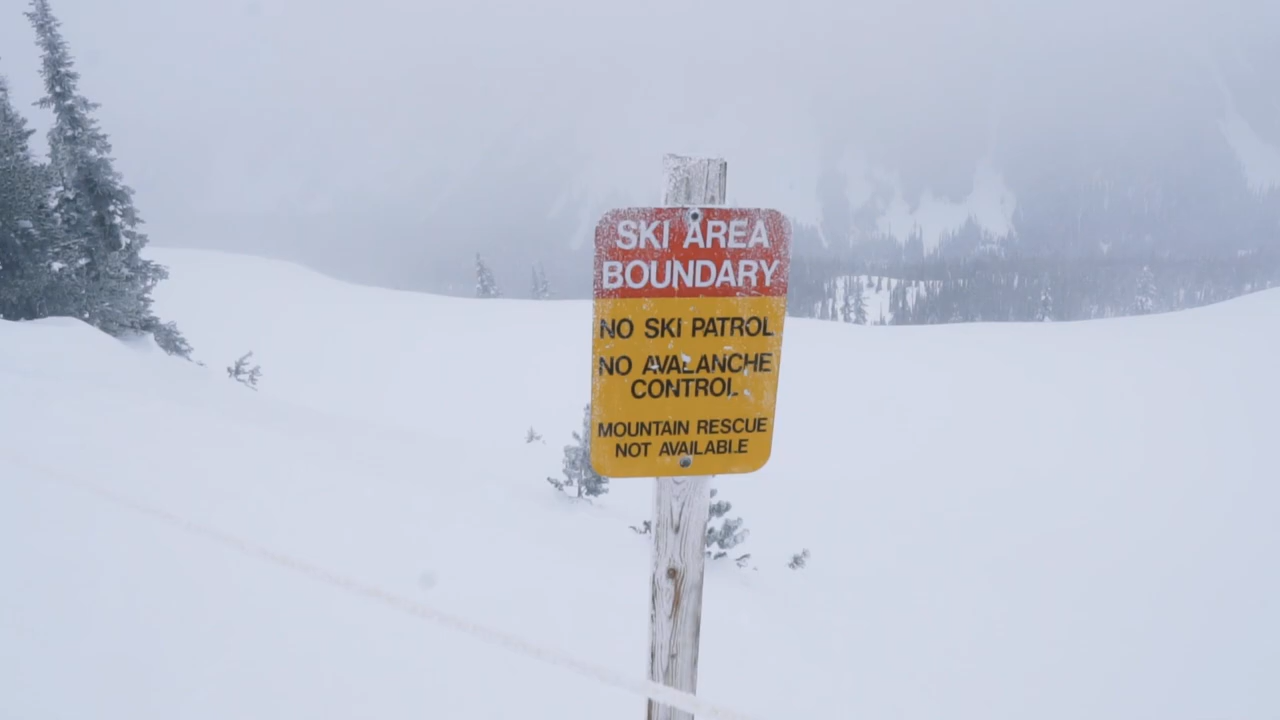 SKI AREA
BOUNDARY
NO SKI PATROL
NO AVALANCHE
CONTROL
MOUNTAIN RESCUE
NOT AVAILABLE